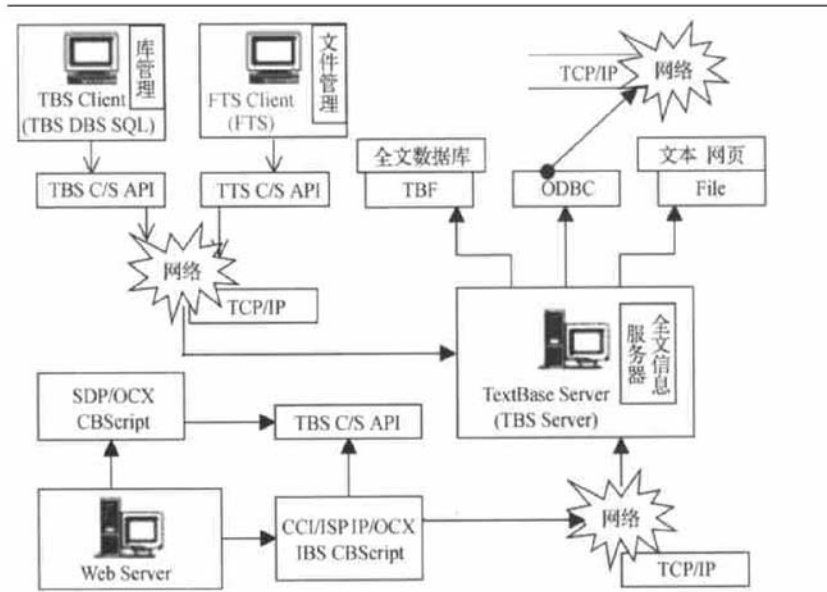 TBS Client
(TBS DBS SQL)
库管理
FTS Client
(FTS)
文件管理
TCP/IP
网络
TBS C/S API
TTS C/S API
全文数据库
TBF
ODBC
文本 网页
File
网络
TCP/IP
TextBase Server
(TBS Server)
全文信息
服务器
SDP/OCX
CBScript
TBS C/S API
Web Server
CCI/ISPIP/OCX
IBS CBScript
网络
TCP/IP